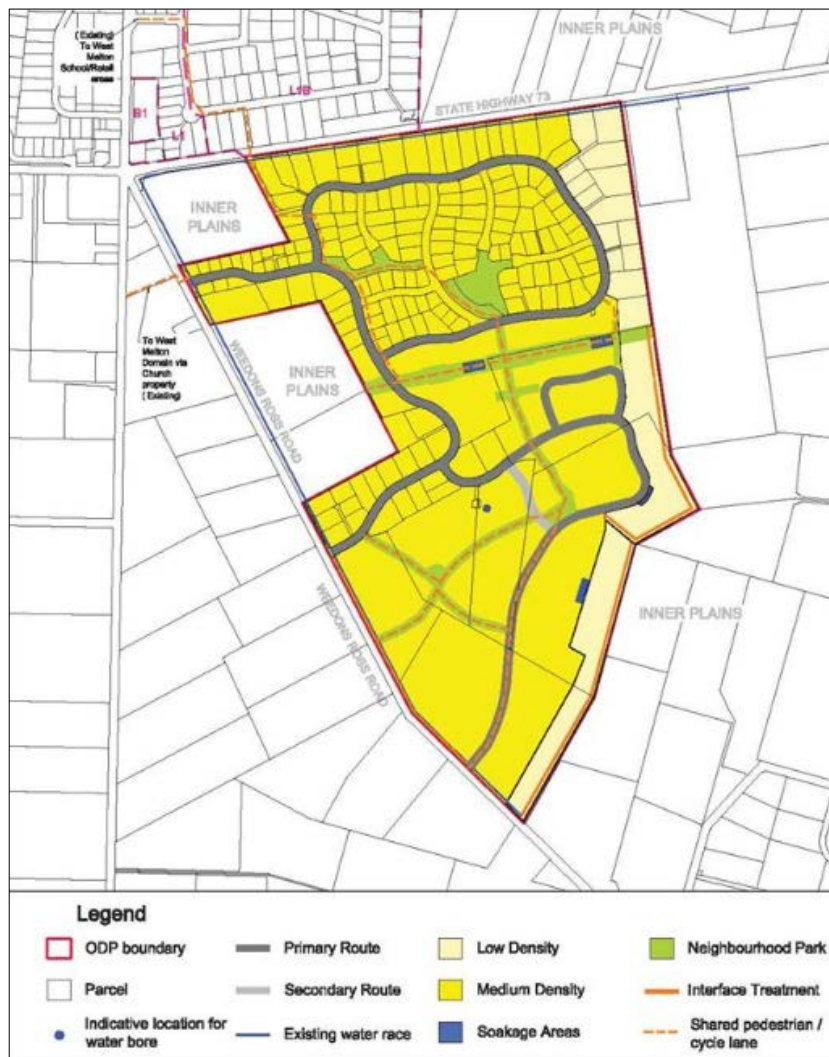 ( Existing)
To West
Melton
School/Retail
areas
INNER PLAINS
L1B
B1
L1
STATE HIGHWAY 73
INNER
PLAINS
To West
Melton
Domain via
Church
property
( Existing)
WEEDONS ROSS ROAD
INNER
PLAINS
INNER PLAINS
WEEDONS ROSS ROAD
Legend
ODP boundary
Primary Route
Low Density
Neighbourhood Park
Parcel
Secondary Route
Medium Density
Interface Treatment
Indicative location for
water bore
Existing water race
Soakage Areas
Shared pedestrian /
cycle lane